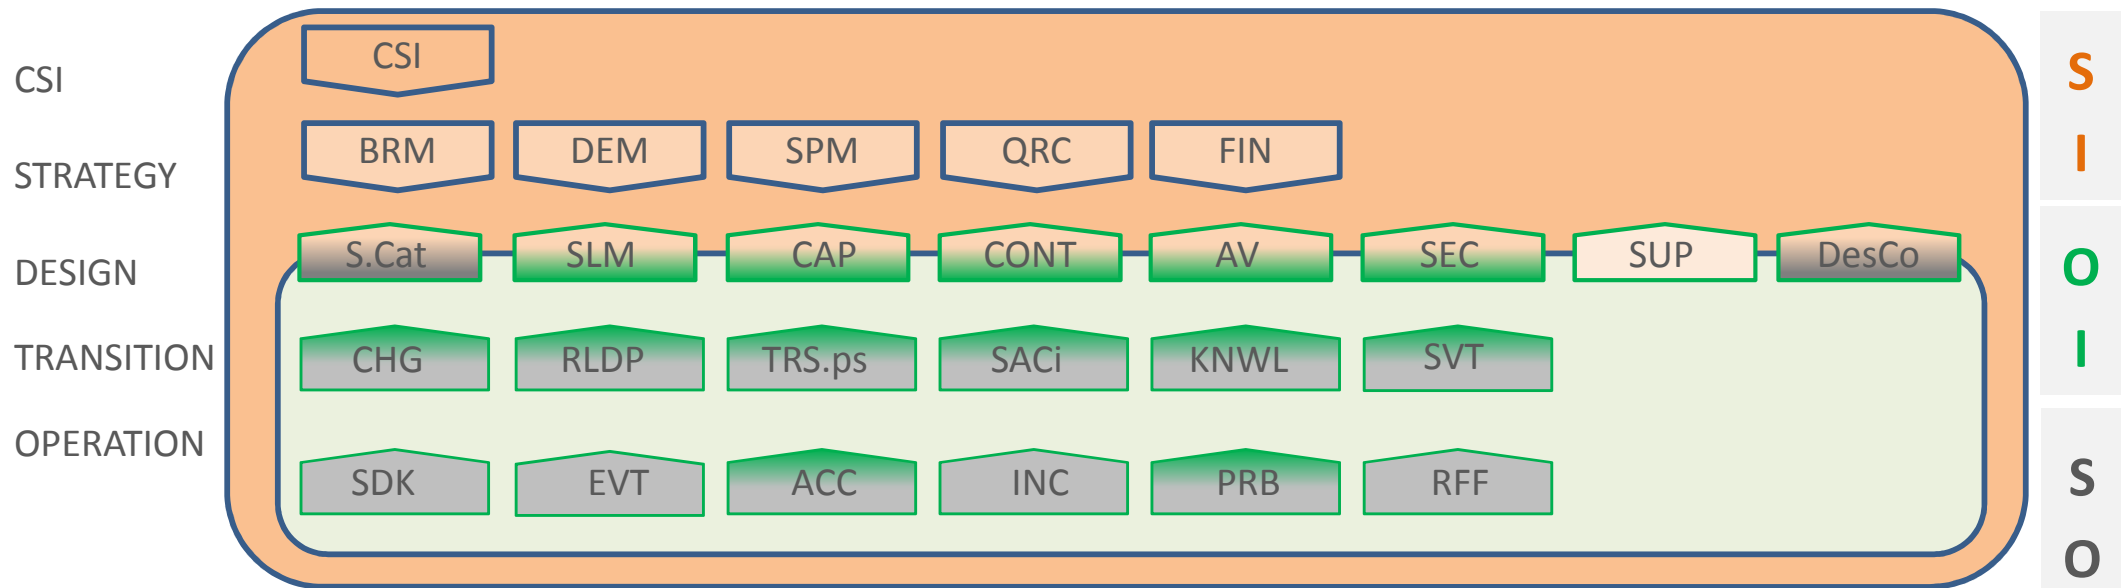 CSI
CSI
S
STRATEGY
BRM DEM SPM QRC FIN
I
DESIGN
S.Cat SLM CAP CONT AV SEC SUP DesCo
O
TRANSITION
CHG RLDP TRS.ps SACi KNWL SVT
I
OPERATION
SDK EVT ACC INC PRB RFF
S
O